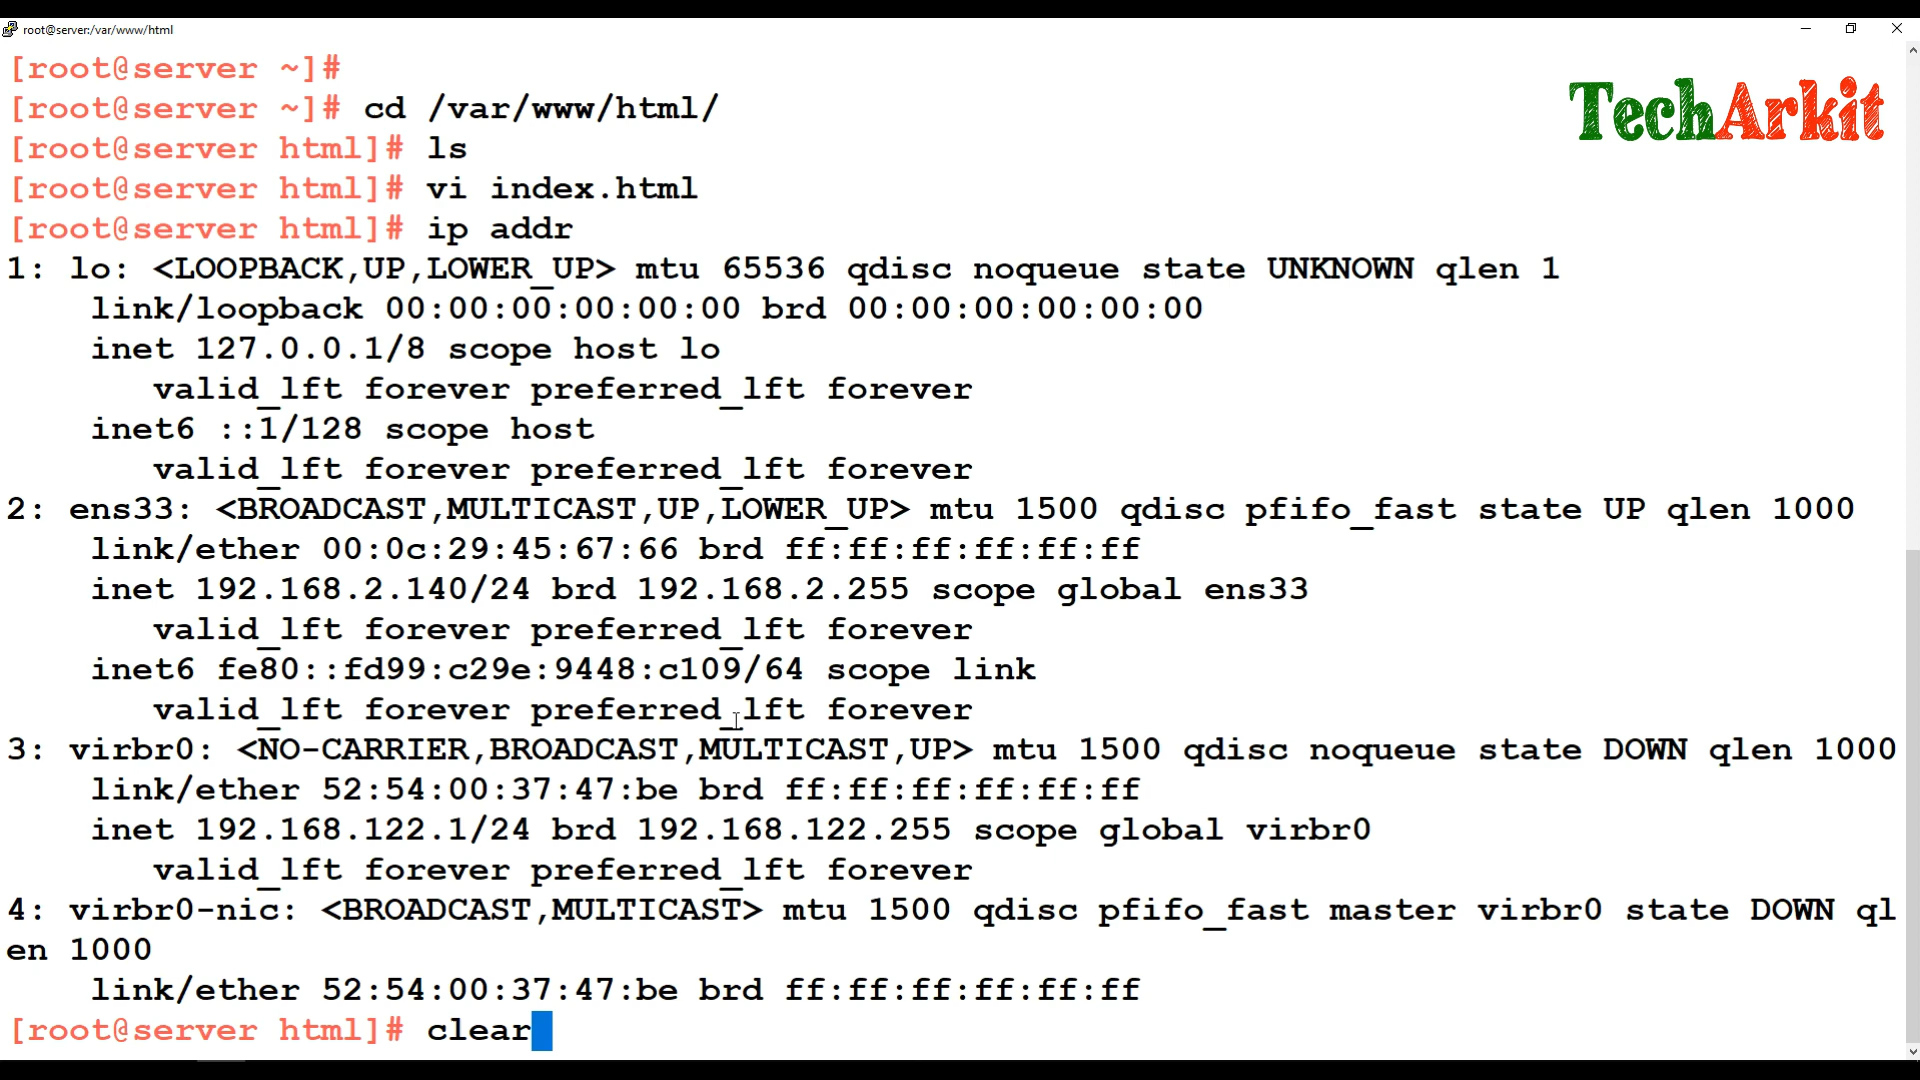 root@server:/var/www/html
TechArkit
[root@server ~]#
[root@server ~]# cd /var/www/html/
[root@server html]# ls
[root@server html]# vi index.html
[root@server html]# ip addr
1: lo: <LOOPBACK,UP,LOWER_UP> mtu 65536 qdisc noqueue state UNKNOWN qlen 1
    link/loopback 00:00:00:00:00:00 brd 00:00:00:00:00:00
    inet 127.0.0.1/8 scope host lo
       valid_lft forever preferred_lft forever
    inet6 ::1/128 scope host
       valid_lft forever preferred_lft forever
2: ens33: <BROADCAST,MULTICAST,UP,LOWER_UP> mtu 1500 qdisc pfifo_fast state UP qlen 1000
    link/ether 00:0c:29:45:67:66 brd ff:ff:ff:ff:ff:ff
    inet 192.168.2.140/24 brd 192.168.2.255 scope global ens33
       valid_lft forever preferred_lft forever
    inet6 fe80::fd99:c29e:9448:c109/64 scope link
       valid_lft forever preferred_lft forever
3: virbr0: <NO-CARRIER,BROADCAST,MULTICAST,UP> mtu 1500 qdisc noqueue state DOWN qlen 1000
    link/ether 52:54:00:37:47:be brd ff:ff:ff:ff:ff:ff
    inet 192.168.122.1/24 brd 192.168.122.255 scope global virbr0
       valid_lft forever preferred_lft forever
4: virbr0-nic: <BROADCAST,MULTICAST> mtu 1500 qdisc pfifo_fast master virbr0 state DOWN ql
en 1000
    link/ether 52:54:00:37:47:be brd ff:ff:ff:ff:ff:ff
[root@server html]# clear